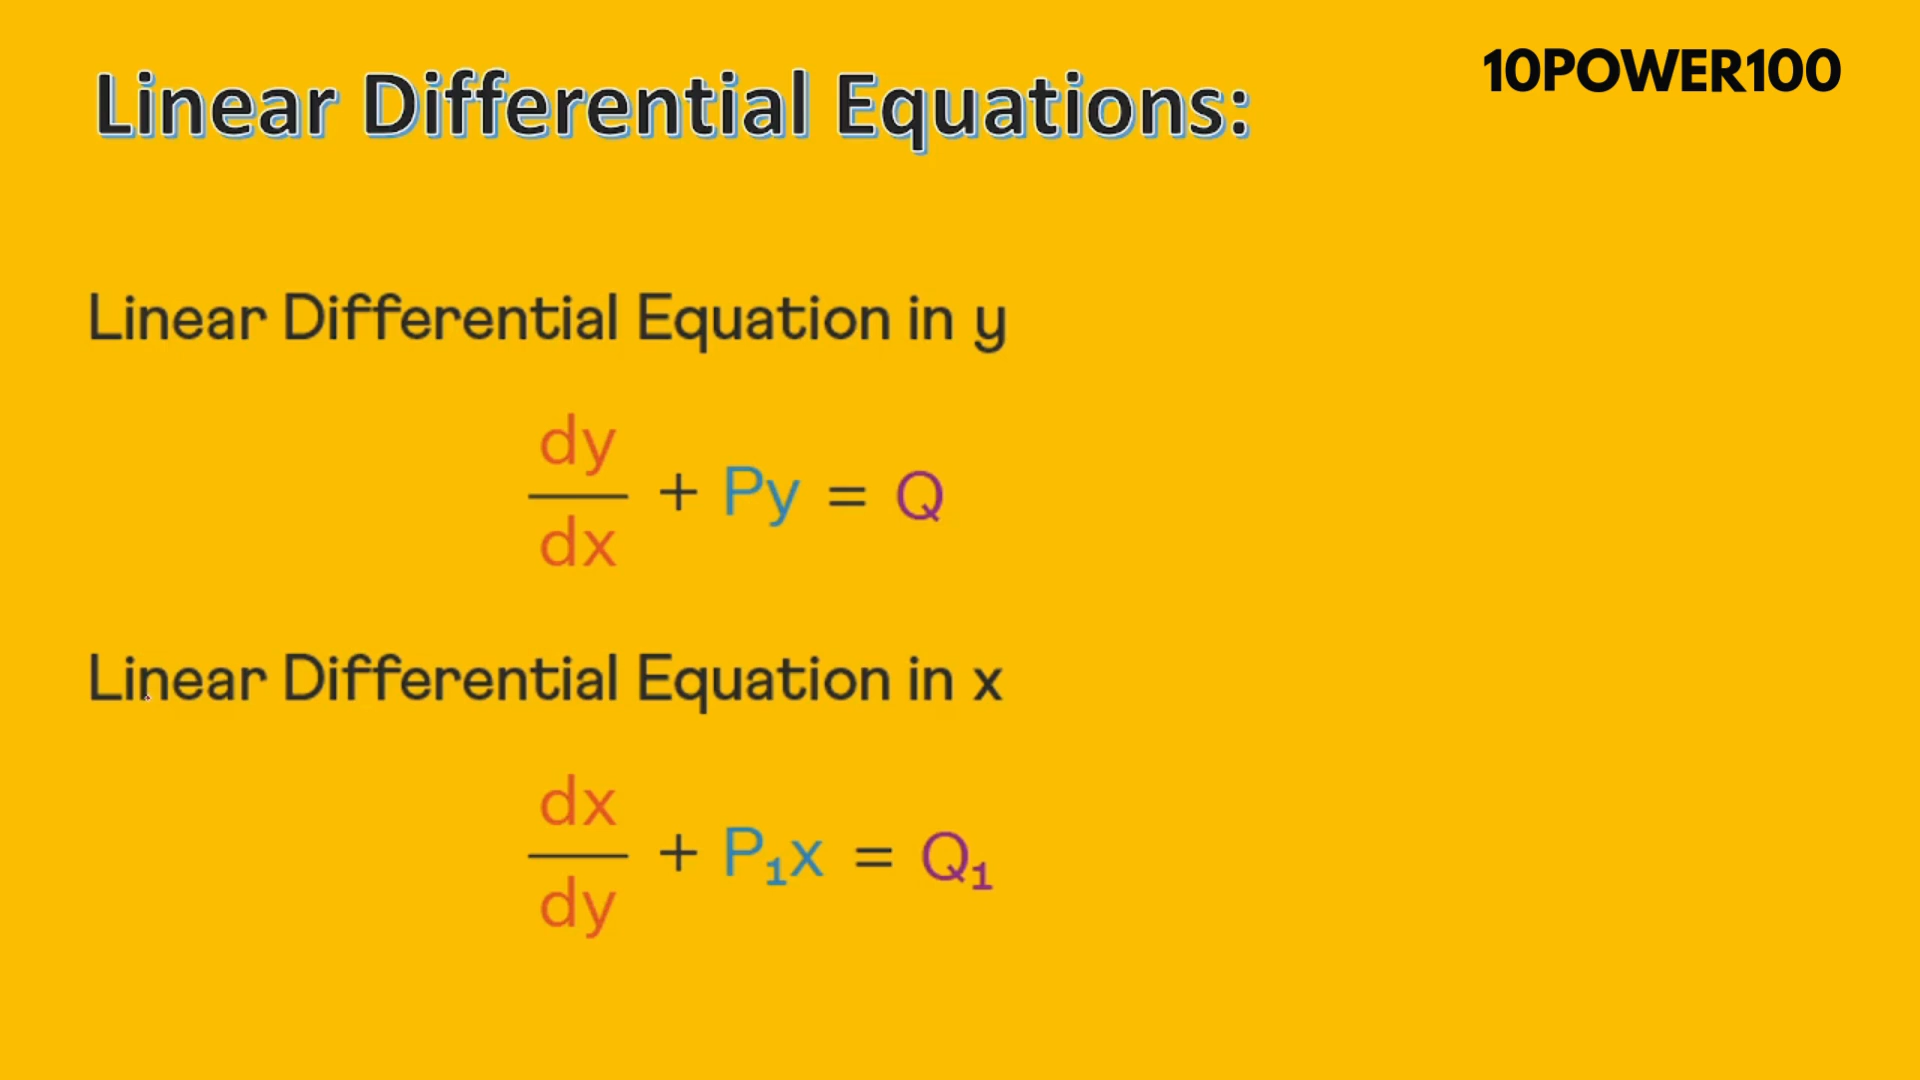 10POWER100
Linear Differential Equations:
Linear Differential Equation in y
dy/dx + Py = Q
Linear Differential Equation in x
dx/dy + P₁x = Q₁